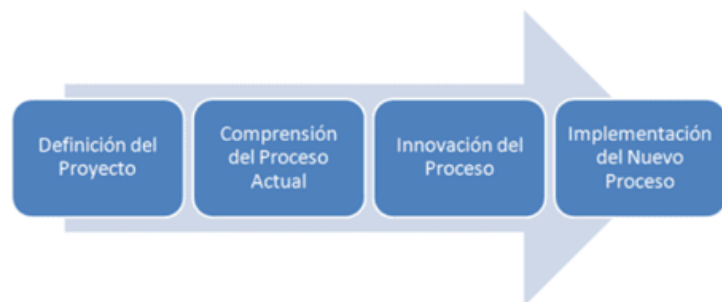 Definición del
Proyecto
Comprensión
del Proceso
Actual
Innovación del
Proceso
Implementación
del Nuevo
Proceso